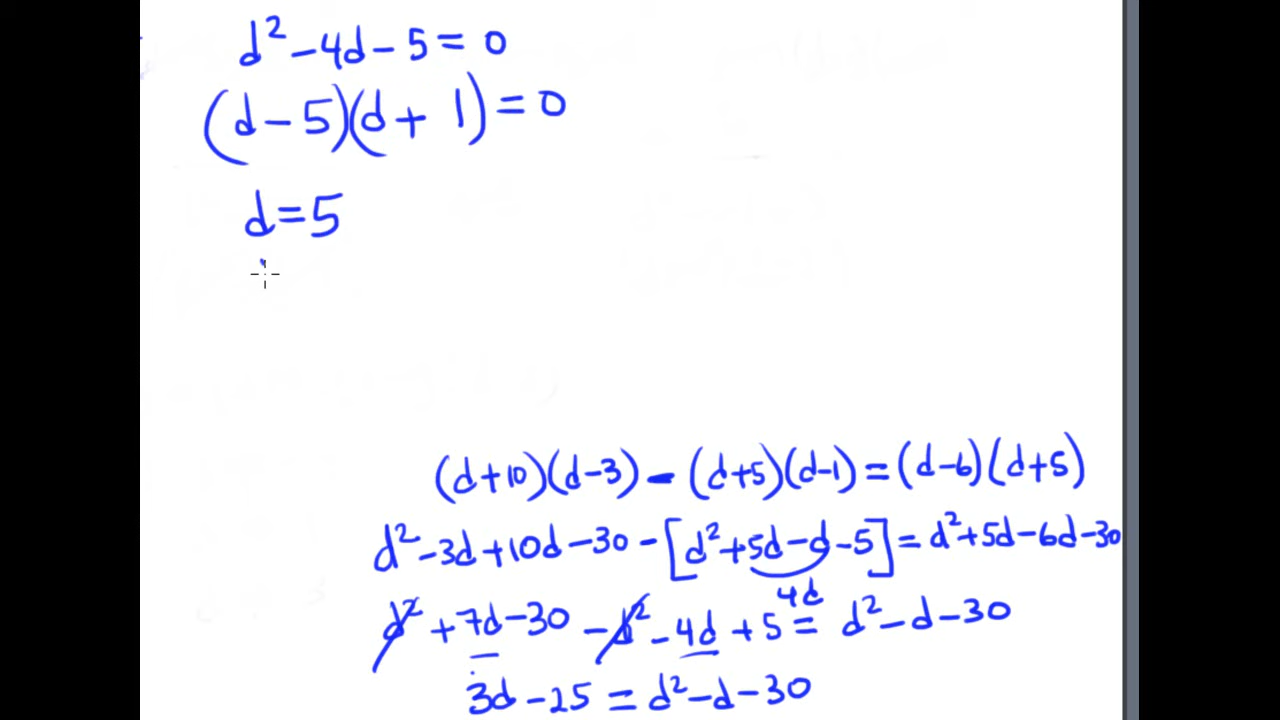 d² - 4d - 5 = 0
(d - 5)(d + 1) = 0
d = 5
(d+10)(d-3) - (d+5)(d-1) = (d-6)(d+5)
d² - 3d + 10d - 30 - [d² + 5d - d - 5] = d² + 5d - 6d - 30
4d
d² + 7d - 30 - d² - 4d + 5 = d² - d - 30
3d - 25 = d² - d - 30